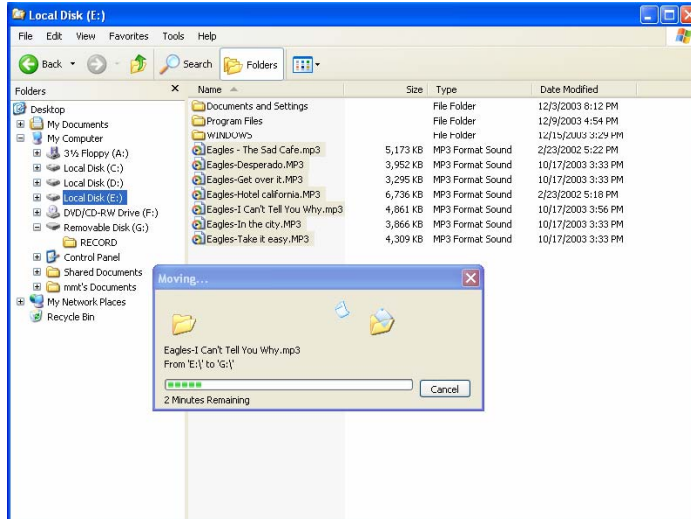 Local Disk (E:)
File Edit View Favorites Tools Help
Back Search Folders
Folders Name Size Type Date Modified
Desktop
My Documents
My Computer
3½ Floppy (A:)
Local Disk (C:)
Local Disk (D:)
Local Disk (E:)
DVD/CD-RW Drive (F:)
Removable Disk (G:)
RECORD
Control Panel
Shared Documents
mmt's Documents
My Network Places
Recycle Bin
Documents and Settings File Folder 12/3/2003 8:12 PM
Program Files File Folder 12/9/2003 4:54 PM
WINDOWS File Folder 12/15/2003 3:29 PM
Eagles - The Sad Cafe.mp3 5,173 KB MP3 Format Sound 2/23/2002 5:22 PM
Eagles-Desperado.MP3 3,952 KB MP3 Format Sound 10/17/2003 3:33 PM
Eagles-Get over it.MP3 3,295 KB MP3 Format Sound 10/17/2003 3:33 PM
Eagles-Hotel california.MP3 6,736 KB MP3 Format Sound 2/23/2002 5:18 PM
Eagles-I Can't Tell You Why.mp3 4,861 KB MP3 Format Sound 10/17/2003 3:56 PM
Eagles-In the city.MP3 3,866 KB MP3 Format Sound 10/17/2003 3:33 PM
Eagles-Take it easy.MP3 4,309 KB MP3 Format Sound 10/17/2003 3:33 PM
Moving...
Eagles-I Can't Tell You Why.mp3
From 'E:\' to 'G:\'
Cancel
2 Minutes Remaining